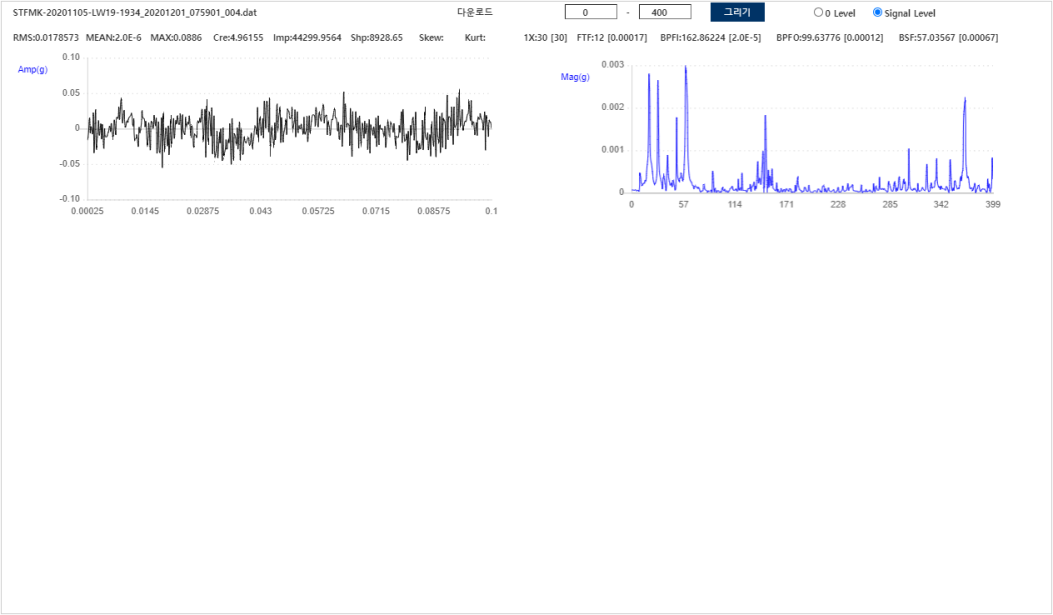 STFMK-20201105-LW19-1934_20201201_075901_004.dat 다운로드 0 - 400 그리기 0 Level Signal Level
RMS:0.0178573 MEAN:2.0E-6 MAX:0.0886 Cre:4.96155 Imp:44299.9564 Shp:8928.65 Skew: Kurt: 1X:30 [30] FTF:12 [0.00017] BPFI:162.86224 [2.0E-5] BPFO:99.63776 [0.00012] BSF:57.03567 [0.00067]
Amp(g)
0.10
0.05
0
-0.05
-0.10
0.00025 0.0145 0.02875 0.043 0.05725 0.0715 0.08575 0.1
Mag(g)
0.003
0.002
0.001
0
0 57 114 171 228 285 342 399